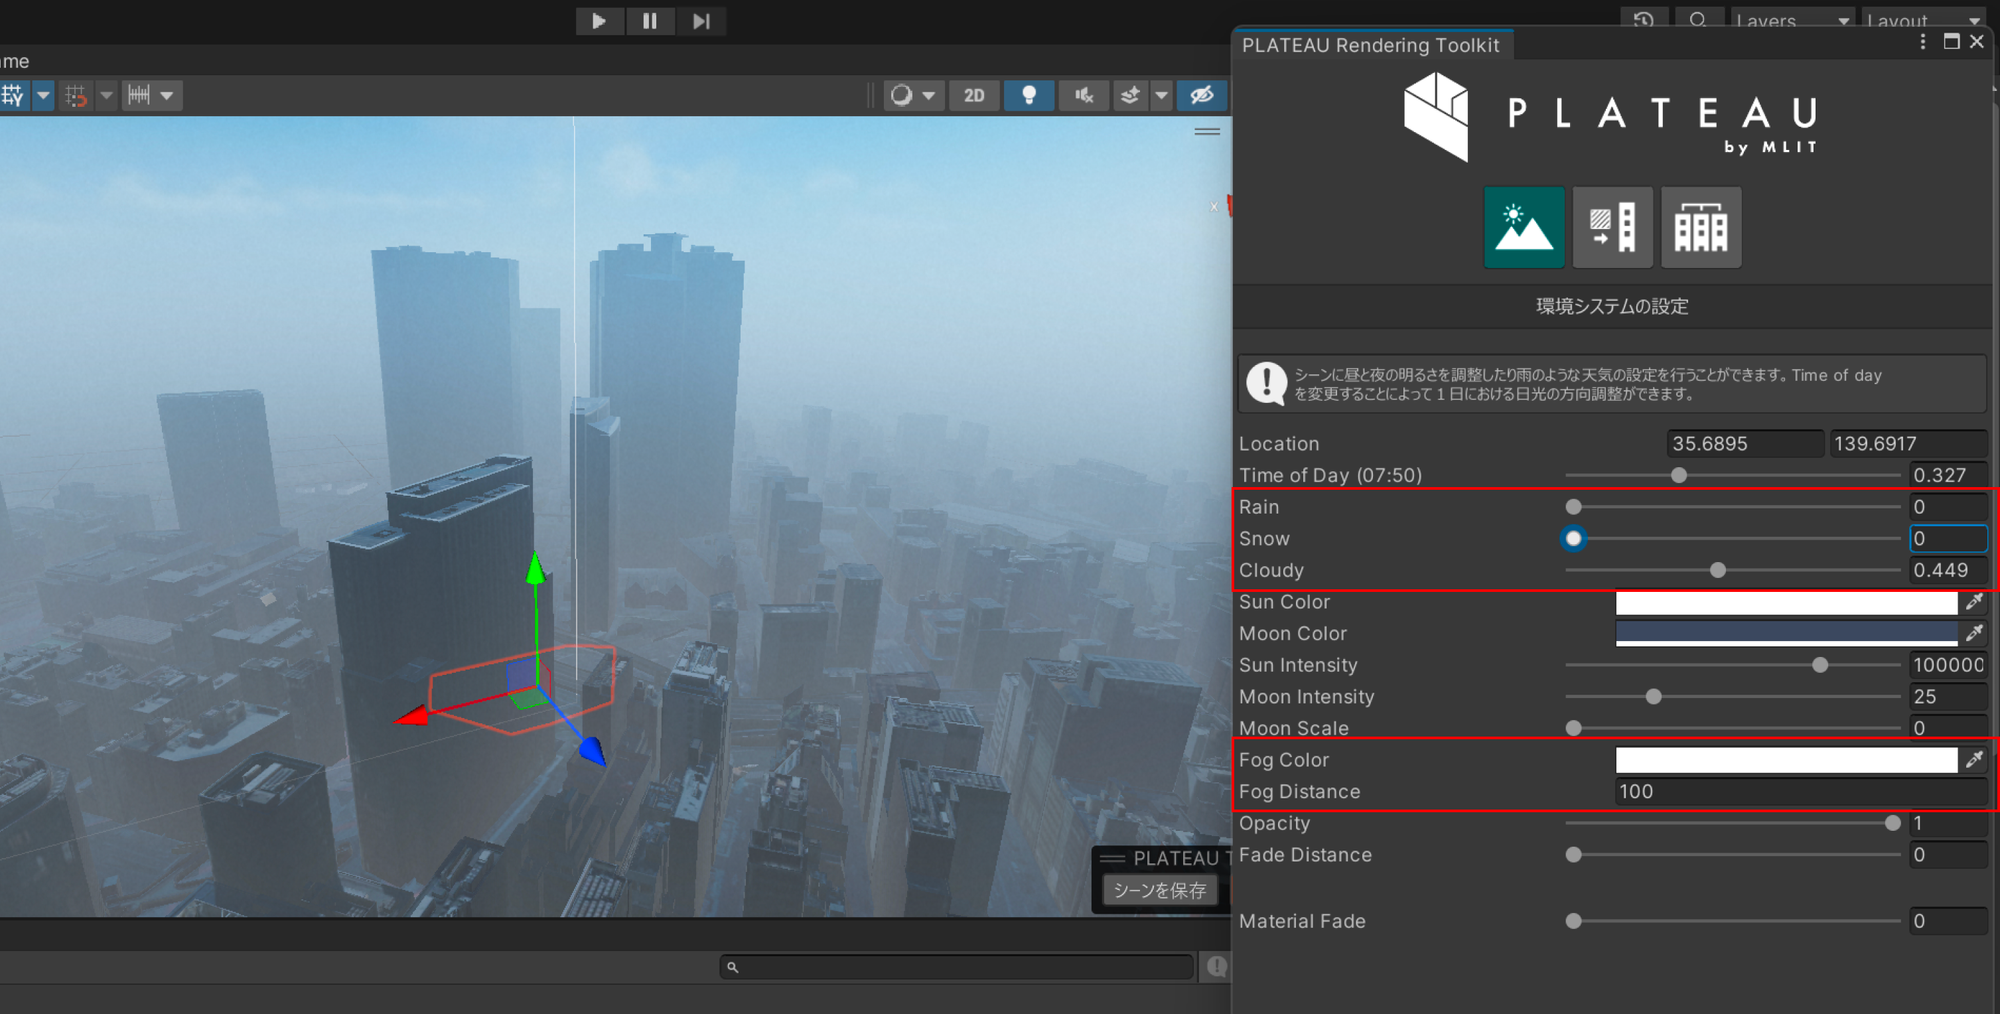 Layers
Layout
me
PLATEAU Rendering Toolkit
2D
PLATEAU
by MLIT
x
環境システムの設定
シーンに昼と夜の明るさを調整したり雨のような天気の設定を行うことができます。Time of day
を変更することによって1日における日光の方向調整ができます。
Location 35.6895 139.6917
Time of Day (07:50) 0.327
Rain 0
Snow 0
Cloudy 0.449
Sun Color
Moon Color
Sun Intensity 100000
Moon Intensity 25
Moon Scale 0
Fog Color
Fog Distance 100
Opacity 1
PLATEAU T
Fade Distance 0
シーンを保存
Material Fade 0